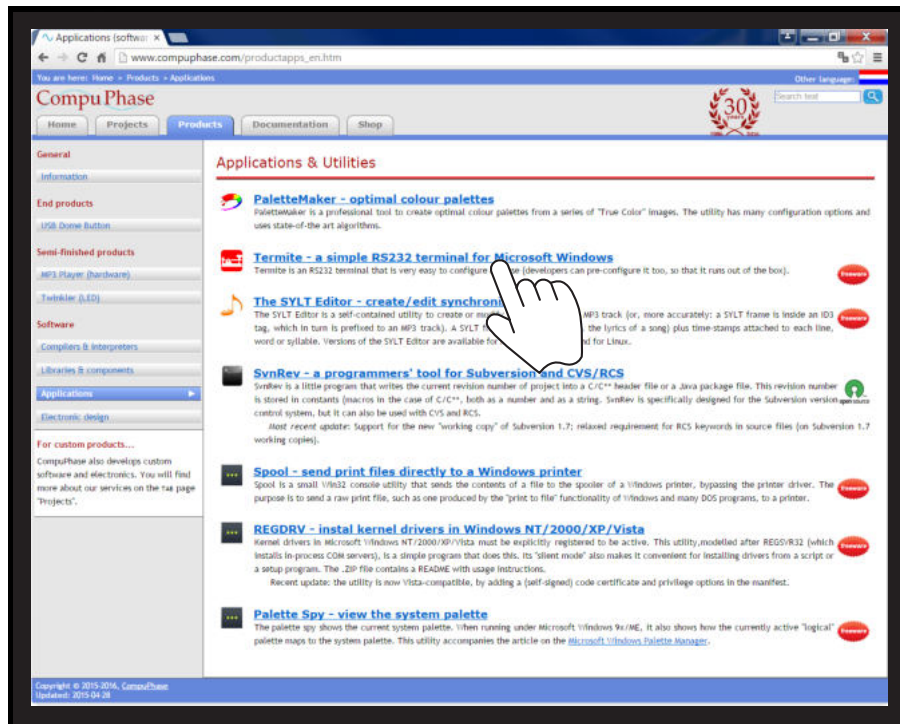 Applications (softwar ×
www.compuphase.com/productapps_en.htm
You are here: Home » Products » Applications
Other language:
CompuPhase
30
years
Search text
Home
Projects
Products
Documentation
Shop
General
Information
End products
USB Dome Button
Semi-finished products
MP3 Player (hardware)
Twinkler (LED)
Software
Compilers & interpreters
Libraries & components
Applications
Electronic design
For custom products...
CompuPhase also develops custom
software and electronics. You will find
more about our services on the TAB page
"Projects".
Applications & Utilities
PaletteMaker - optimal colour palettes
PaletteMaker is a professional tool to create optimal colour palettes from a series of "True Color" images. The utility has many configuration options and
uses state-of-the art algorithms.
Termite - a simple RS232 terminal for Microsoft Windows
Termite is an RS232 terminal that is very easy to configure (developers can pre-configure it too, so that it runs out of the box).
freeware
The SYLT Editor - create/edit
The SYLT Editor is a self-contained utility to create or MP3 track (or, more accurately: a SYLT frame is inside an ID3
tag, which in turn is prefixed to an MP3 track). A SYLT the lyrics of a song) plus time-stamps attached to each line,
word or syllable. Versions of the SYLT Editor are available for and for Linux.
freeware
SvnRev - a programmers' tool for Subversion and CVS/RCS
SvnRev is a little program that writes the current revision number of project into a C/C++ header file or a Java package file. This revision number
is stored in constants (macros in the case of C/C++, both as a number and as a string. SvnRev is specifically designed for the Subversion version
control system, but it can also be used with CVS and RCS.
Most recent update: Support for the new "working copy" of Subversion 1.7; relaxed requirement for RCS keywords in source files (on Subversion 1.7
working copies).
open source
Spool - send print files directly to a Windows printer
Spool is a small Win32 console utility that sends the contents of a file to the spooler of a Windows printer, bypassing the printer driver. The
purpose is to send a raw print file, such as one produced by the "print to file" functionality of Windows and many DOS programs, to a printer.
freeware
REGDRV - instal kernel drivers in Windows NT/2000/XP/Vista
Kernel drivers in Microsoft Windows NT/2000/XP/Vista must be explicitly registered to be active. This utility,modelled after REGSVR32 (which
installs in-process COM servers), is a simple program that does this. Its "silent mode" also makes it convenient for installing drivers from a script or
a setup program. The .ZIP file contains a README with usage instructions.
Recent update: the utility is now Vista-compatible, by adding a (self-signed) code certificate and privilege options in the manifest.
freeware
Palette Spy - view the system palette
The palette spy shows the current system palette. When running under Microsoft Windows 9x/ME, it also shows how the currently active "logical"
palette maps to the system palette. This utility accompanies the article on the Microsoft Windows Palette Manager.
freeware
Copyright © 2015-2016, CompuPhase
Updated: 2015-04-28